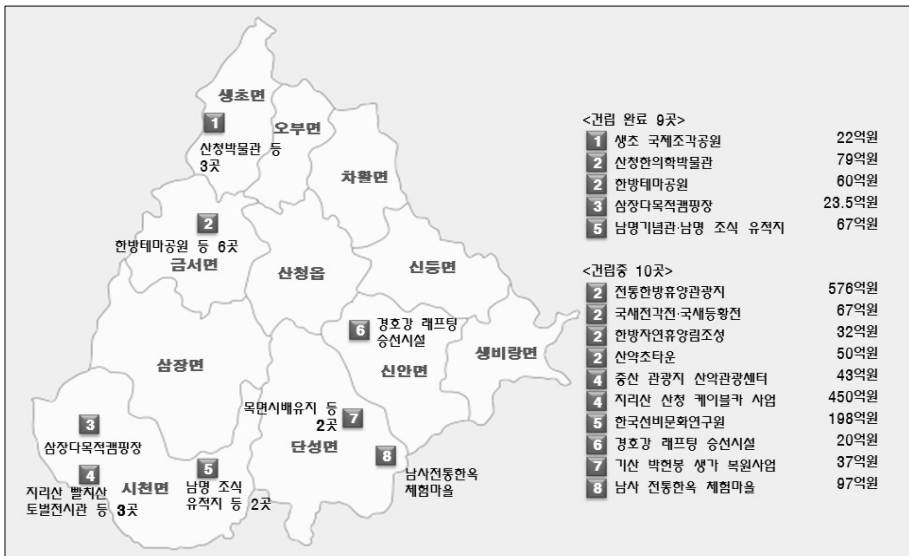 생초면
1
산청박물관 등
3곳
오부면
차황면
2
한방테마공원 등 6곳
금서면
산청읍
신등면
6 경호강 래프팅
승선시설
신안면
생비량면
삼장면
목면시배유지 등
2곳
7
단성면
8
남사전통한옥
체험마을
3
삼장다목적캠핑장
4
지리산 빨치산
토벌전시관 등 3곳
시천면
5
남명 조식
유적지 등 2곳
<건립 완료 9곳>
1 생초 국제조각공원 22억원
2 산청한의학박물관 79억원
2 한방테마공원 60억원
3 삼장다목적캠핑장 23.5억원
5 남명기념관·남명 조식 유적지 67억원
<건립중 10곳>
2 전통한방휴양관광지 576억원
2 국새전각전·국새등황전 67억원
2 한방자연휴양림조성 32억원
2 산약초타운 50억원
4 중산 관광지 산악관광센터 43억원
4 지리산 산청 케이블카 사업 450억원
5 한국선비문화연구원 198억원
6 경호강 래프팅 승선시설 20억원
7 기산 박헌봉 생가 복원사업 37억원
8 남사 전통한옥 체험마을 97억원